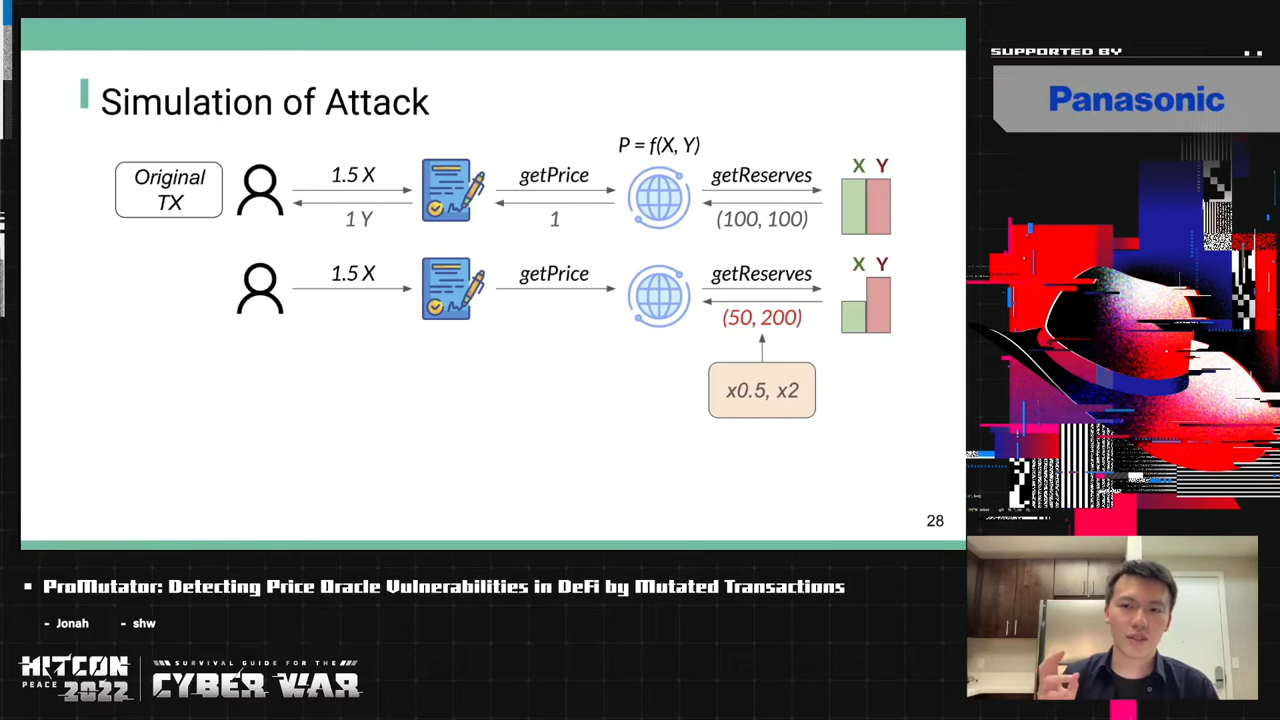 SUPPORTED BY
Panasonic
Simulation of Attack
P = f(X, Y)
Original
TX
1.5 X
getPrice
getReserves
X Y
1 Y
1
(100, 100)
1.5 X
getPrice
getReserves
X Y
(50, 200)
x0.5, x2
28
ProMutator: Detecting Price Oracle Vulnerabilities in DeFi by Mutated Transactions
- Jonah - shw
HITCON
PEACE 2022
SURVIVAL GUIDE FOR THE
CYBER WAR